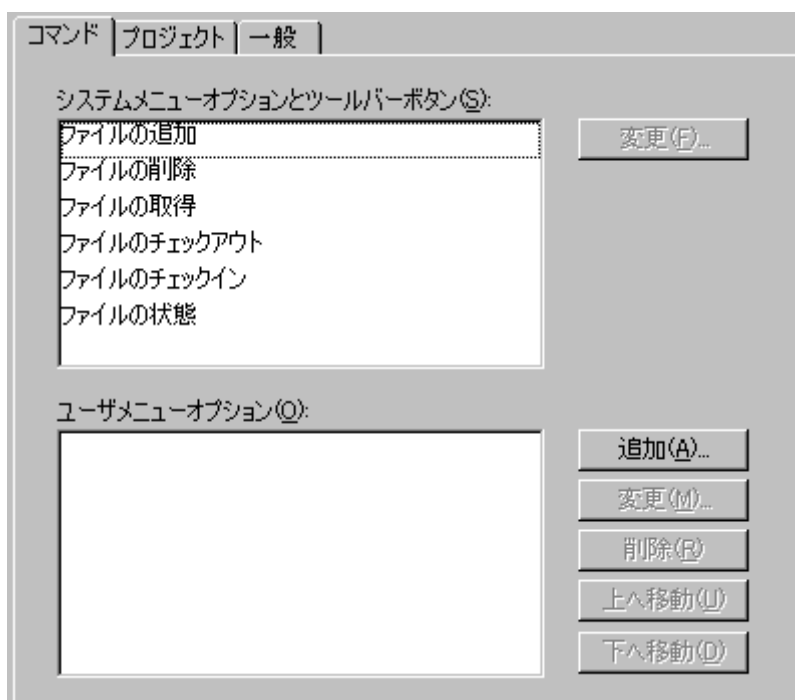 コマンド プロジェクト 一般
システムメニューオプションとツールバーボタン(S):
ファイルの追加
変更(F)...
ファイルの削除
ファイルの取得
ファイルのチェックアウト
ファイルのチェックイン
ファイルの状態
ユーザメニューオプション(O):
追加(A)...
変更(M)...
削除(R)
上へ移動(U)
下へ移動(D)